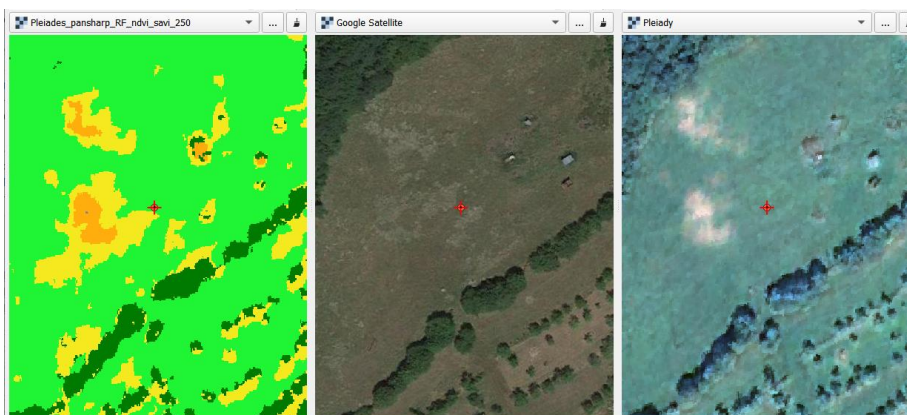 Pleiades_pansharp_RF_ndvi_savi_250
...
Google Satellite
...
Pleiady
...